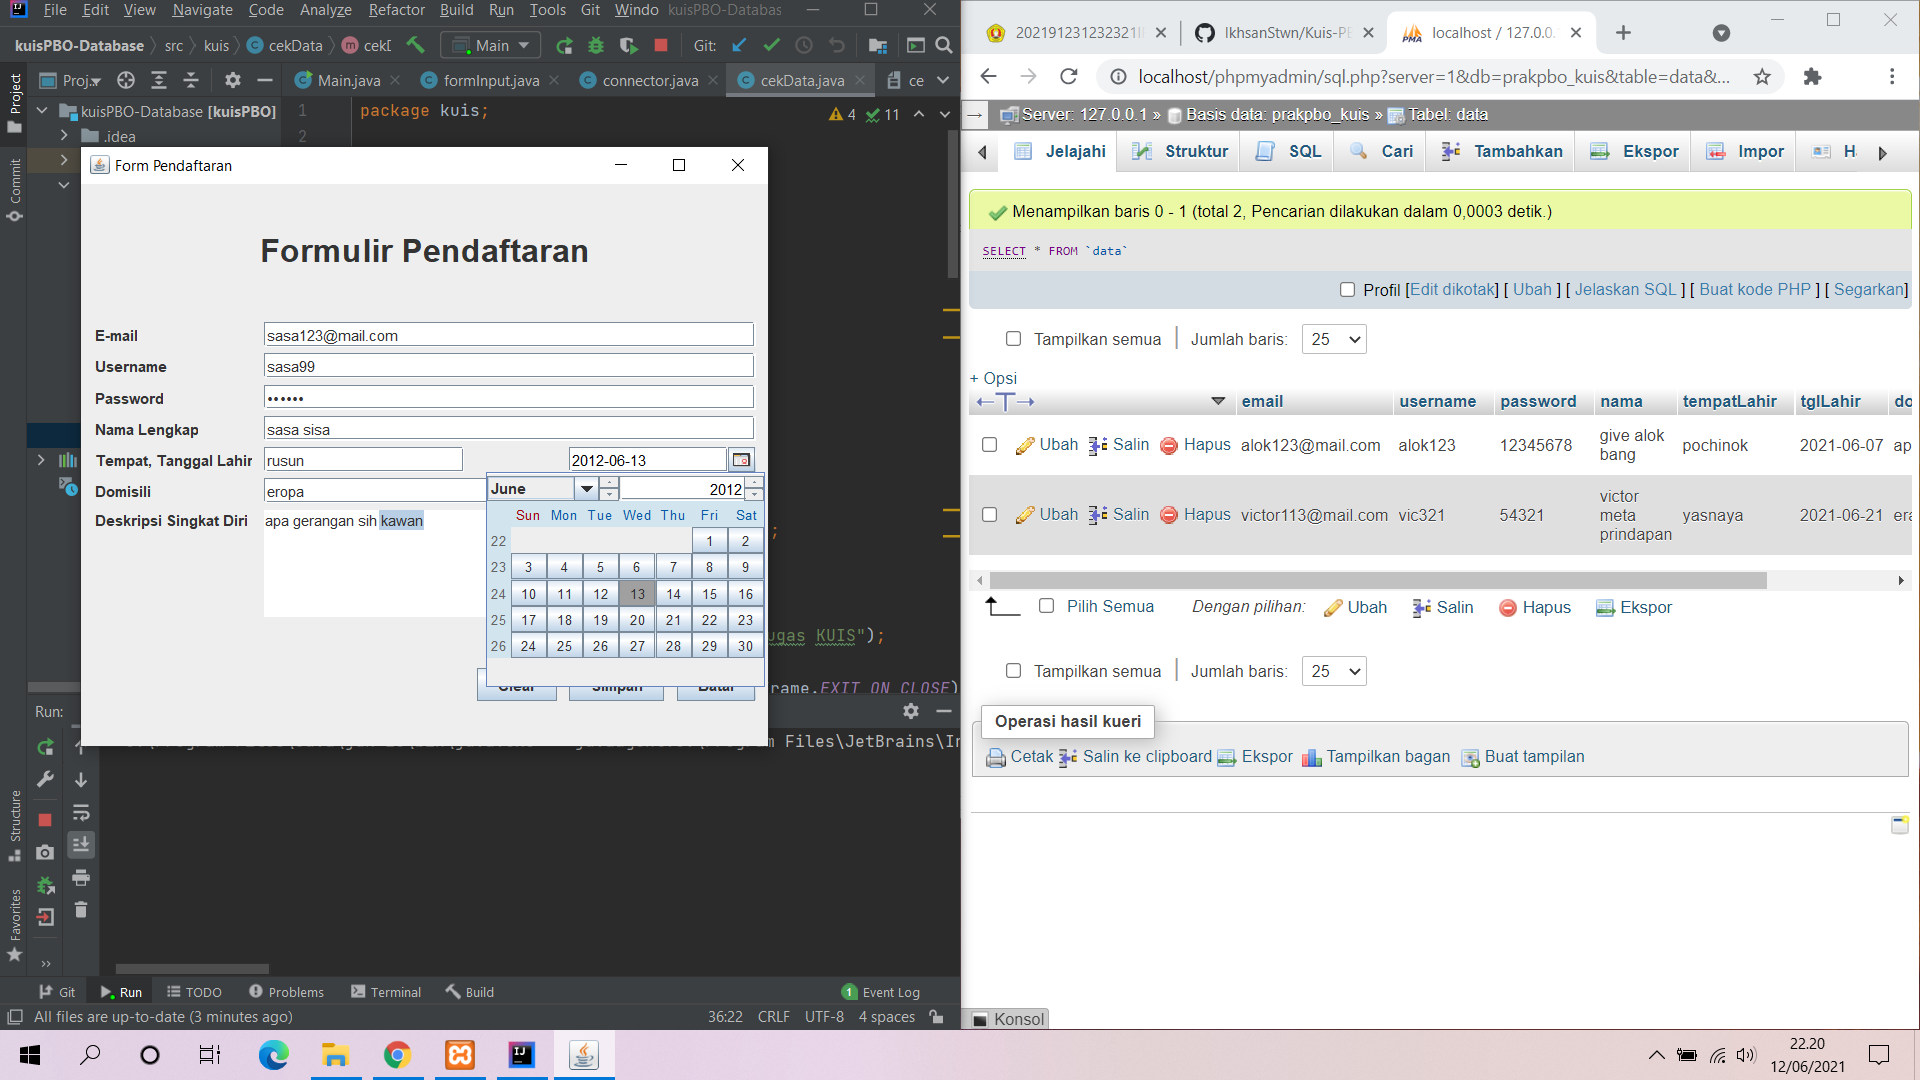 File Edit View Navigate Code Analyze Refactor Build Run Tools Git Windo kuisPBO-Databas
kuisPBO-Database src kuis cekData Main Git:
Project
Commit
Structure
Favorites
Proj... Main.java formInput.java connector.java cekData.java ce
kuisPBO-Database [kuisPBO]
.idea
1 package kuis;
2
4 11
Form Pendaftaran
Formulir Pendaftaran
E-mail sasa123@mail.com
Username sasa99
Password ••••••
Nama Lengkap sasa sisa
Tempat, Tanggal Lahir rusun 2012-06-13
Domisili eropa
Deskripsi Singkat Diri apa gerangan sih kawan
June 2012
Sun Mon Tue Wed Thu Fri Sat
22 1 2
23 3 4 5 6 7 8 9
24 10 11 12 13 14 15 16
25 17 18 19 20 21 22 23
26 24 25 26 27 28 29 30
Clear Simpan Batal
;
ugas KUIS");
rame.EXIT_ON_CLOSE)
Run:
Files\JetBrains\In
Git Run TODO Problems Terminal Build 1 Event Log
All files are up-to-date (3 minutes ago) 36:22 CRLF UTF-8 4 spaces
IkhsanStwn/Kuis-PB
localhost / 127.0.0.
localhost/phpmyadmin/sql.php?server=1&db=prakpbo_kuis&table=data&...
Server: 127.0.0.1 » Basis data: prakpbo_kuis » Tabel: data
Jelajahi Struktur SQL Cari Tambahkan Ekspor Impor
Menampilkan baris 0 - 1 (total 2, Pencarian dilakukan dalam 0,0003 detik.)
SELECT * FROM `data`
Profil [Edit dikotak] [ Ubah ] [ Jelaskan SQL ] [ Buat kode PHP ] [ Segarkan]
Tampilkan semua Jumlah baris: 25
+ Opsi
←T→ email username password nama tempatLahir tglLahir do
Ubah Salin Hapus alok123@mail.com alok123 12345678 give alok bang pochinok 2021-06-07 ap
Ubah Salin Hapus victor113@mail.com vic321 54321 victor meta prindapan yasnaya 2021-06-21 era
Pilih Semua Dengan pilihan: Ubah Salin Hapus Ekspor
Tampilkan semua Jumlah baris: 25
Operasi hasil kueri
Cetak Salin ke clipboard Ekspor Tampilkan bagan Buat tampilan
Konsol
22.20
12/06/2021